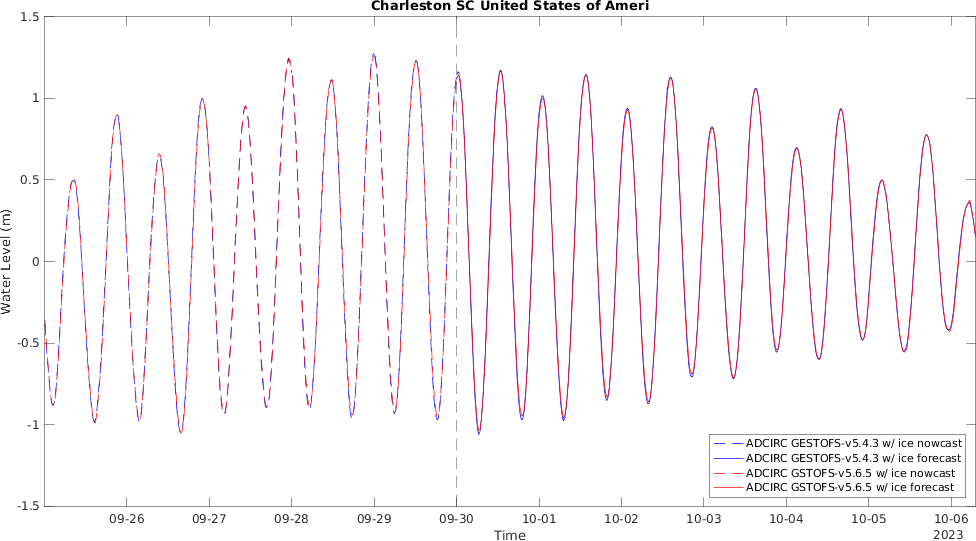 Charleston SC United States of Ameri
1.5
1
0.5
0
-0.5
-1
-1.5
Water Level (m)
09-26 09-27 09-28 09-29 09-30 10-01 10-02 10-03 10-04 10-05 10-06
2023
Time
ADCIRC GESTOFS-v5.4.3 w/ ice nowcast
ADCIRC GESTOFS-v5.4.3 w/ ice forecast
ADCIRC GSTOFS-v5.6.5 w/ ice nowcast
ADCIRC GSTOFS-v5.6.5 w/ ice forecast